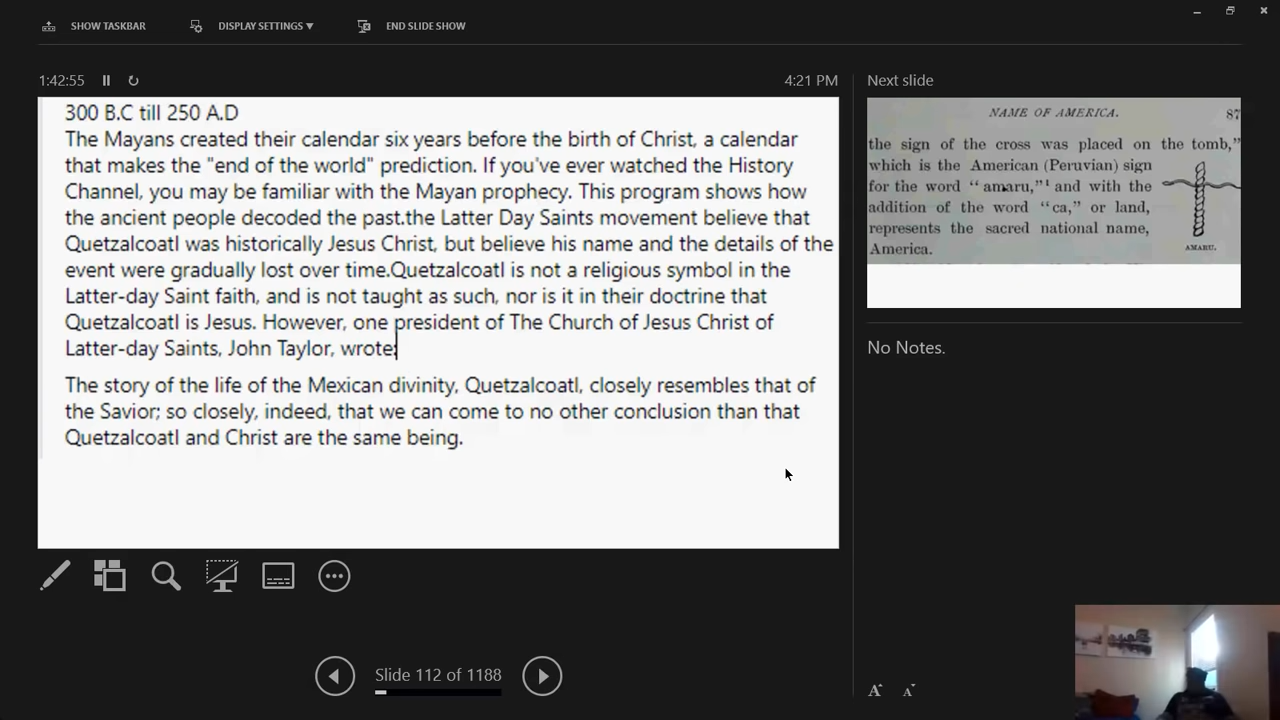 SHOW TASKBAR
DISPLAY SETTINGS ▼
END SLIDE SHOW
1:42:55
4:21 PM
300 B.C till 250 A.D
The Mayans created their calendar six years before the birth of Christ, a calendar
that makes the "end of the world" prediction. If you've ever watched the History
Channel, you may be familiar with the Mayan prophecy. This program shows how
the ancient people decoded the past.the Latter Day Saints movement believe that
Quetzalcoatl was historically Jesus Christ, but believe his name and the details of the
event were gradually lost over time.Quetzalcoatl is not a religious symbol in the
Latter-day Saint faith, and is not taught as such, nor is it in their doctrine that
Quetzalcoatl is Jesus. However, one president of The Church of Jesus Christ of
Latter-day Saints, John Taylor, wrote:
The story of the life of the Mexican divinity, Quetzalcoatl, closely resembles that of
the Savior; so closely, indeed, that we can come to no other conclusion than that
Quetzalcoatl and Christ are the same being.
Slide 112 of 1188
Next slide
NAME OF AMERICA. 87
the sign of the cross was placed on the tomb,"
which is the American (Peruvian) sign
for the word "amaru,"¹ and with the
addition of the word "ca," or land,
represents the sacred national name,
America.
AMARU.
No Notes.
A A